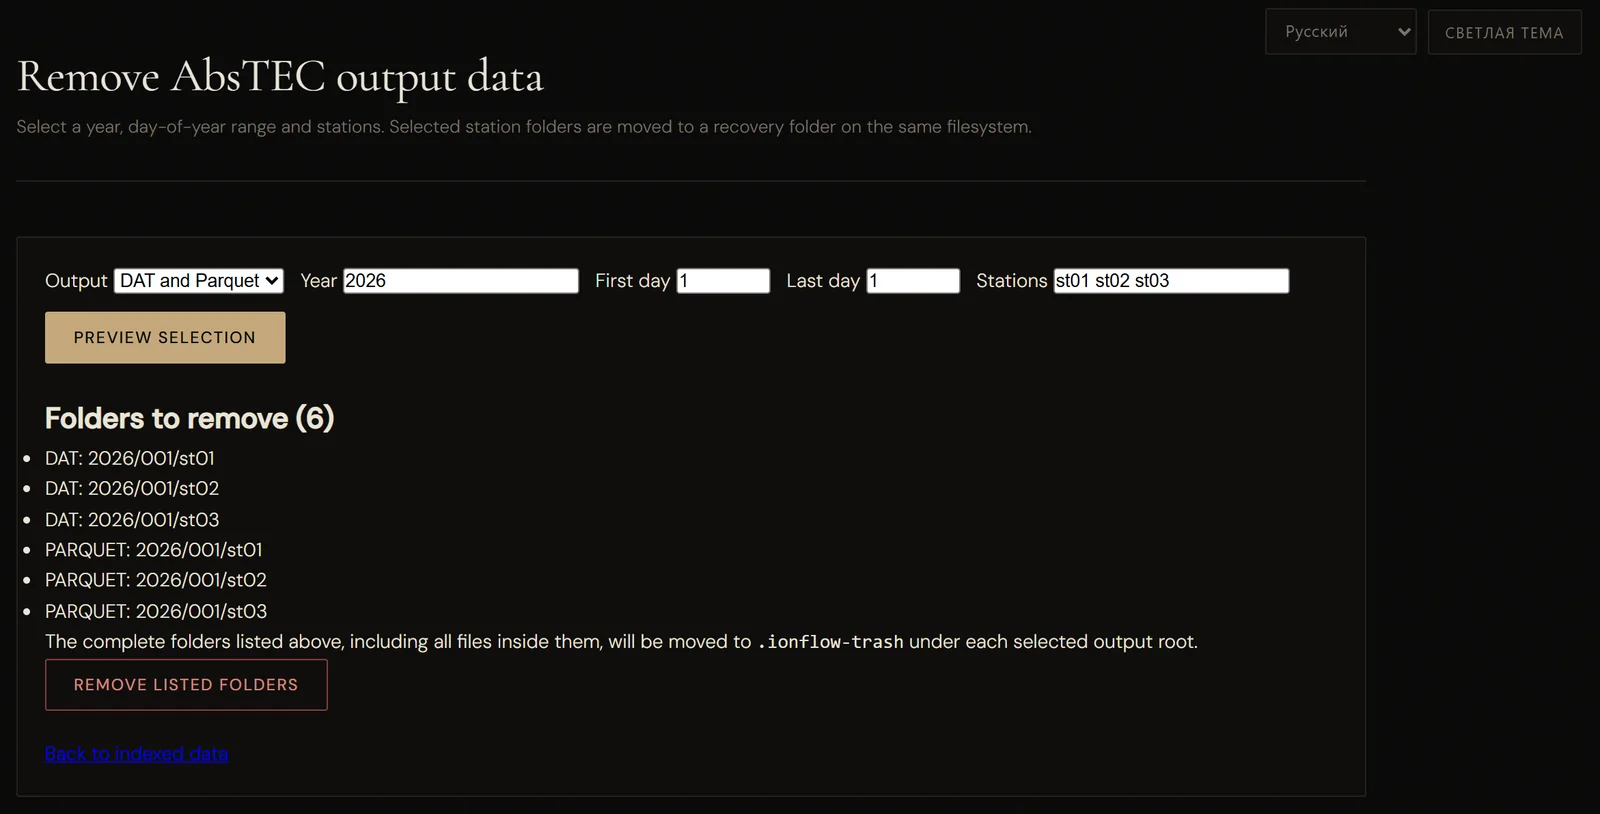 Русский
СВЕТЛАЯ ТЕМА
Remove AbsTEC output data
Select a year, day-of-year range and stations. Selected station folders are moved to a recovery folder on the same filesystem.
Output DAT and Parquet Year 2026 First day 1 Last day 1 Stations st01 st02 st03
PREVIEW SELECTION
Folders to remove (6)
DAT: 2026/001/st01
DAT: 2026/001/st02
DAT: 2026/001/st03
PARQUET: 2026/001/st01
PARQUET: 2026/001/st02
PARQUET: 2026/001/st03
The complete folders listed above, including all files inside them, will be moved to .ionflow-trash under each selected output root.
REMOVE LISTED FOLDERS
Back to indexed data